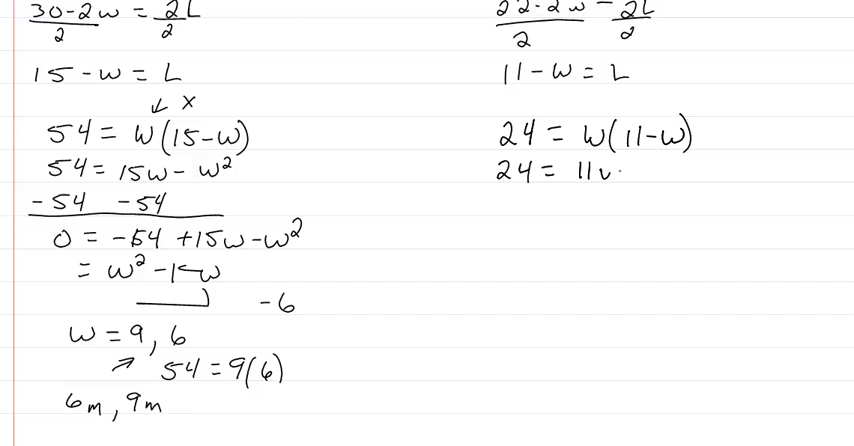 30-2w = 2L
2 2
15 - w = L
↙ x
54 = w(15-w)
54 = 15w - w²
-54 -54
0 = -54 +15w - w²
= w² - 15w
-6
w = 9, 6
↗ 54 = 9(6)
6m, 9m
22-2w = 2L
2 2
11 - w = L
24 = w(11-w)
24 = 11